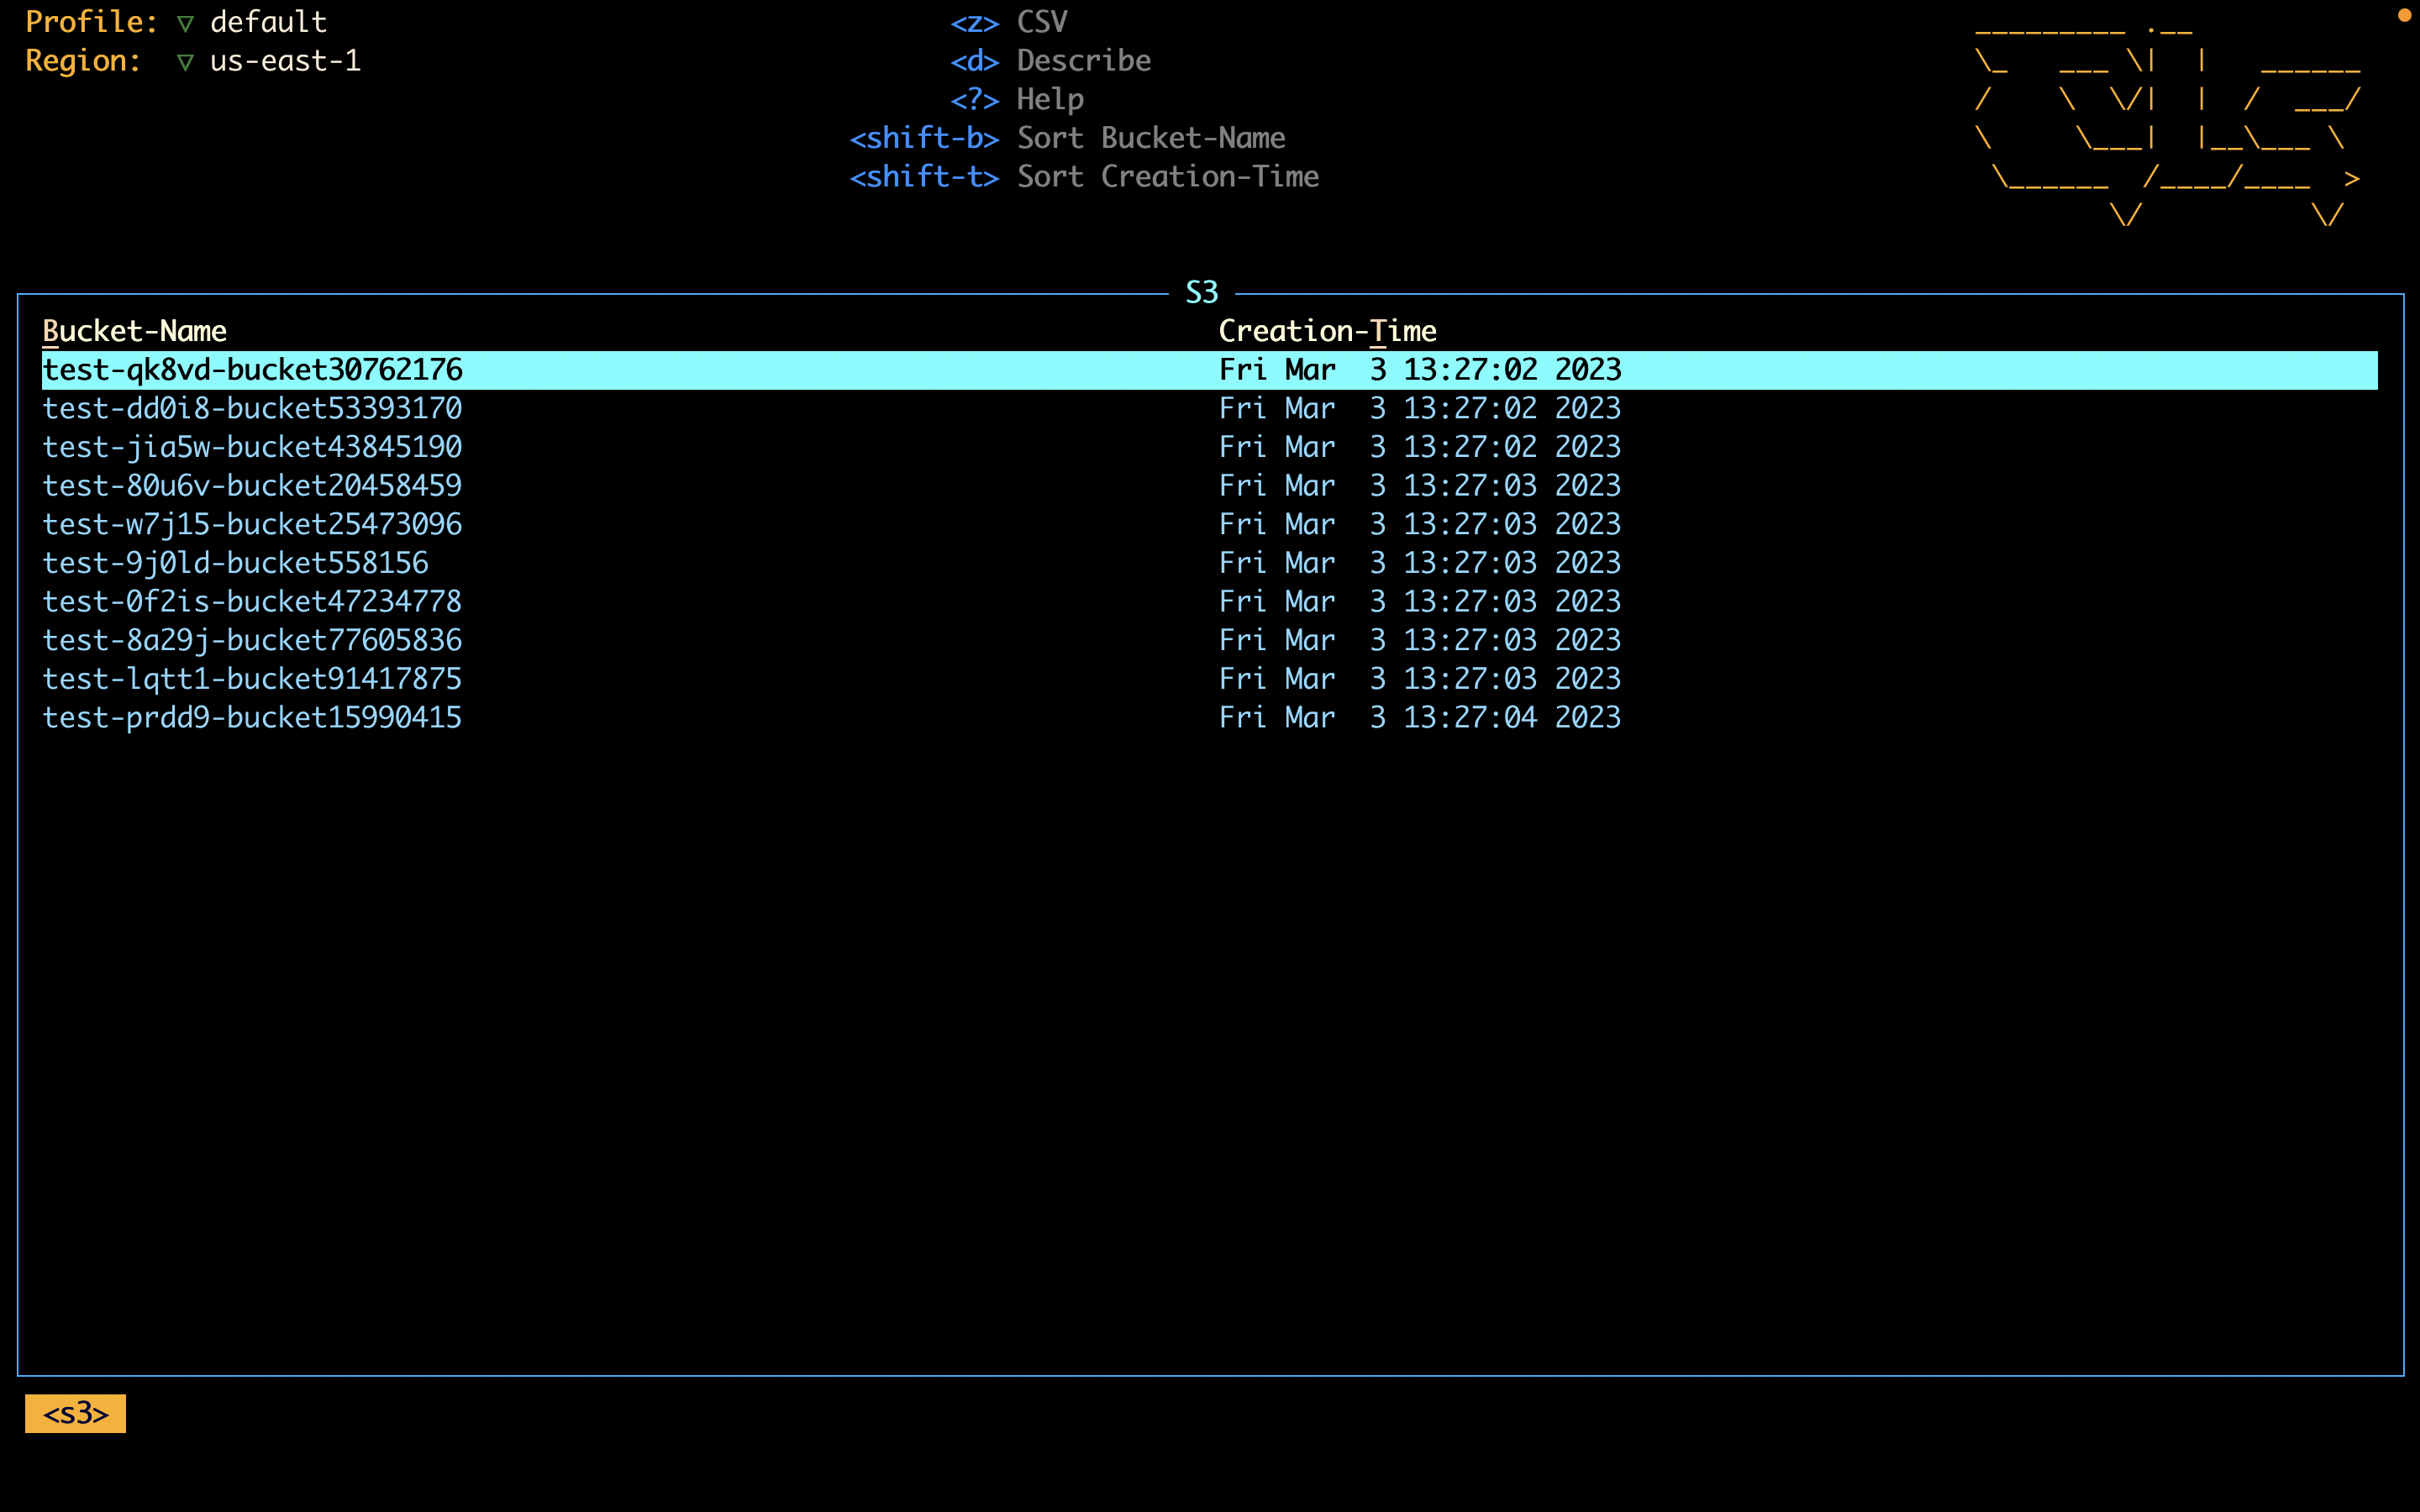 Profile: ▽ default
Region: ▽ us-east-1
<z> CSV
<d> Describe
<?> Help
<shift-b> Sort Bucket-Name
<shift-t> Sort Creation-Time
S3
Bucket-Name Creation-Time
test-qk8vd-bucket30762176 Fri Mar  3 13:27:02 2023
test-dd0i8-bucket53393170 Fri Mar  3 13:27:02 2023
test-jia5w-bucket43845190 Fri Mar  3 13:27:02 2023
test-80u6v-bucket20458459 Fri Mar  3 13:27:03 2023
test-w7j15-bucket25473096 Fri Mar  3 13:27:03 2023
test-9j0ld-bucket558156 Fri Mar  3 13:27:03 2023
test-0f2is-bucket47234778 Fri Mar  3 13:27:03 2023
test-8a29j-bucket77605836 Fri Mar  3 13:27:03 2023
test-lqtt1-bucket91417875 Fri Mar  3 13:27:03 2023
test-prdd9-bucket15990415 Fri Mar  3 13:27:04 2023
<s3>